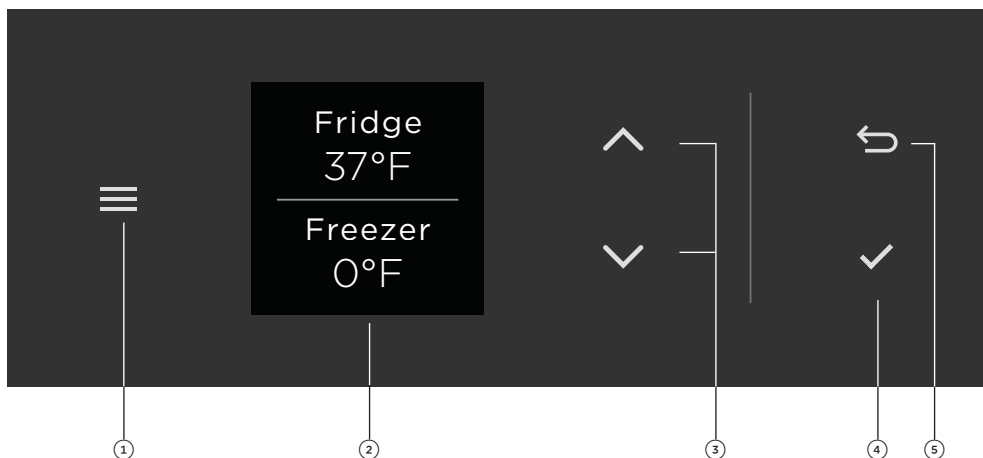 Fridge
37°F
Freezer
0°F
① ② ③ ④ ⑤